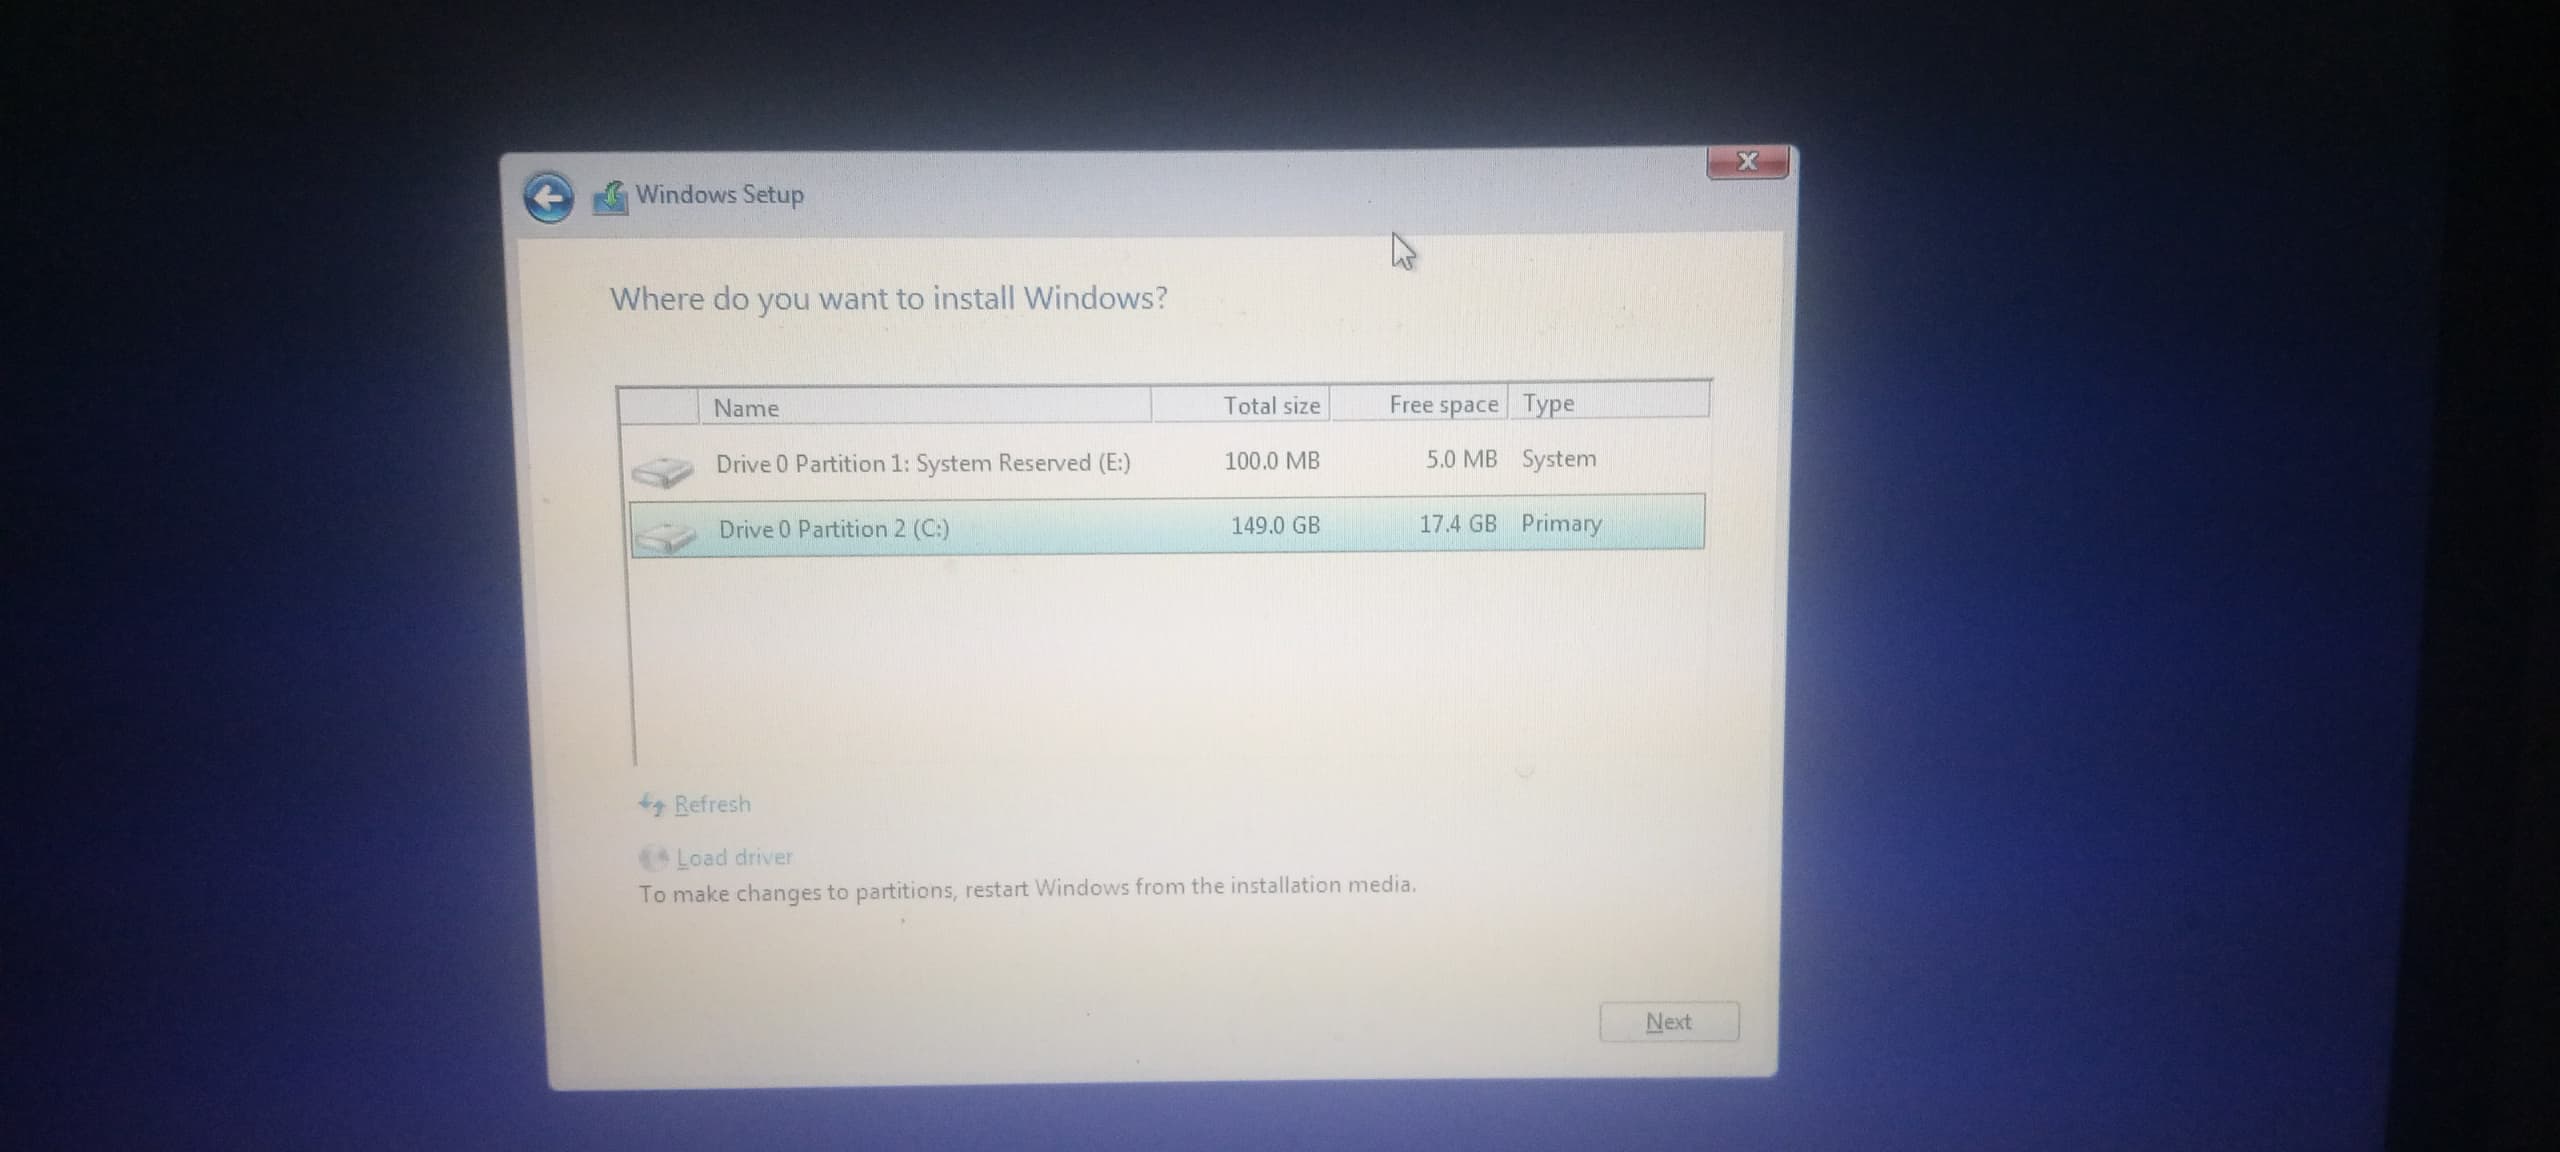 Windows Setup
X
Where do you want to install Windows?
Name Total size Free space Type
Drive 0 Partition 1: System Reserved (E:) 100.0 MB 5.0 MB System
Drive 0 Partition 2 (C:) 149.0 GB 17.4 GB Primary
Refresh
Load driver
To make changes to partitions, restart Windows from the installation media.
Next